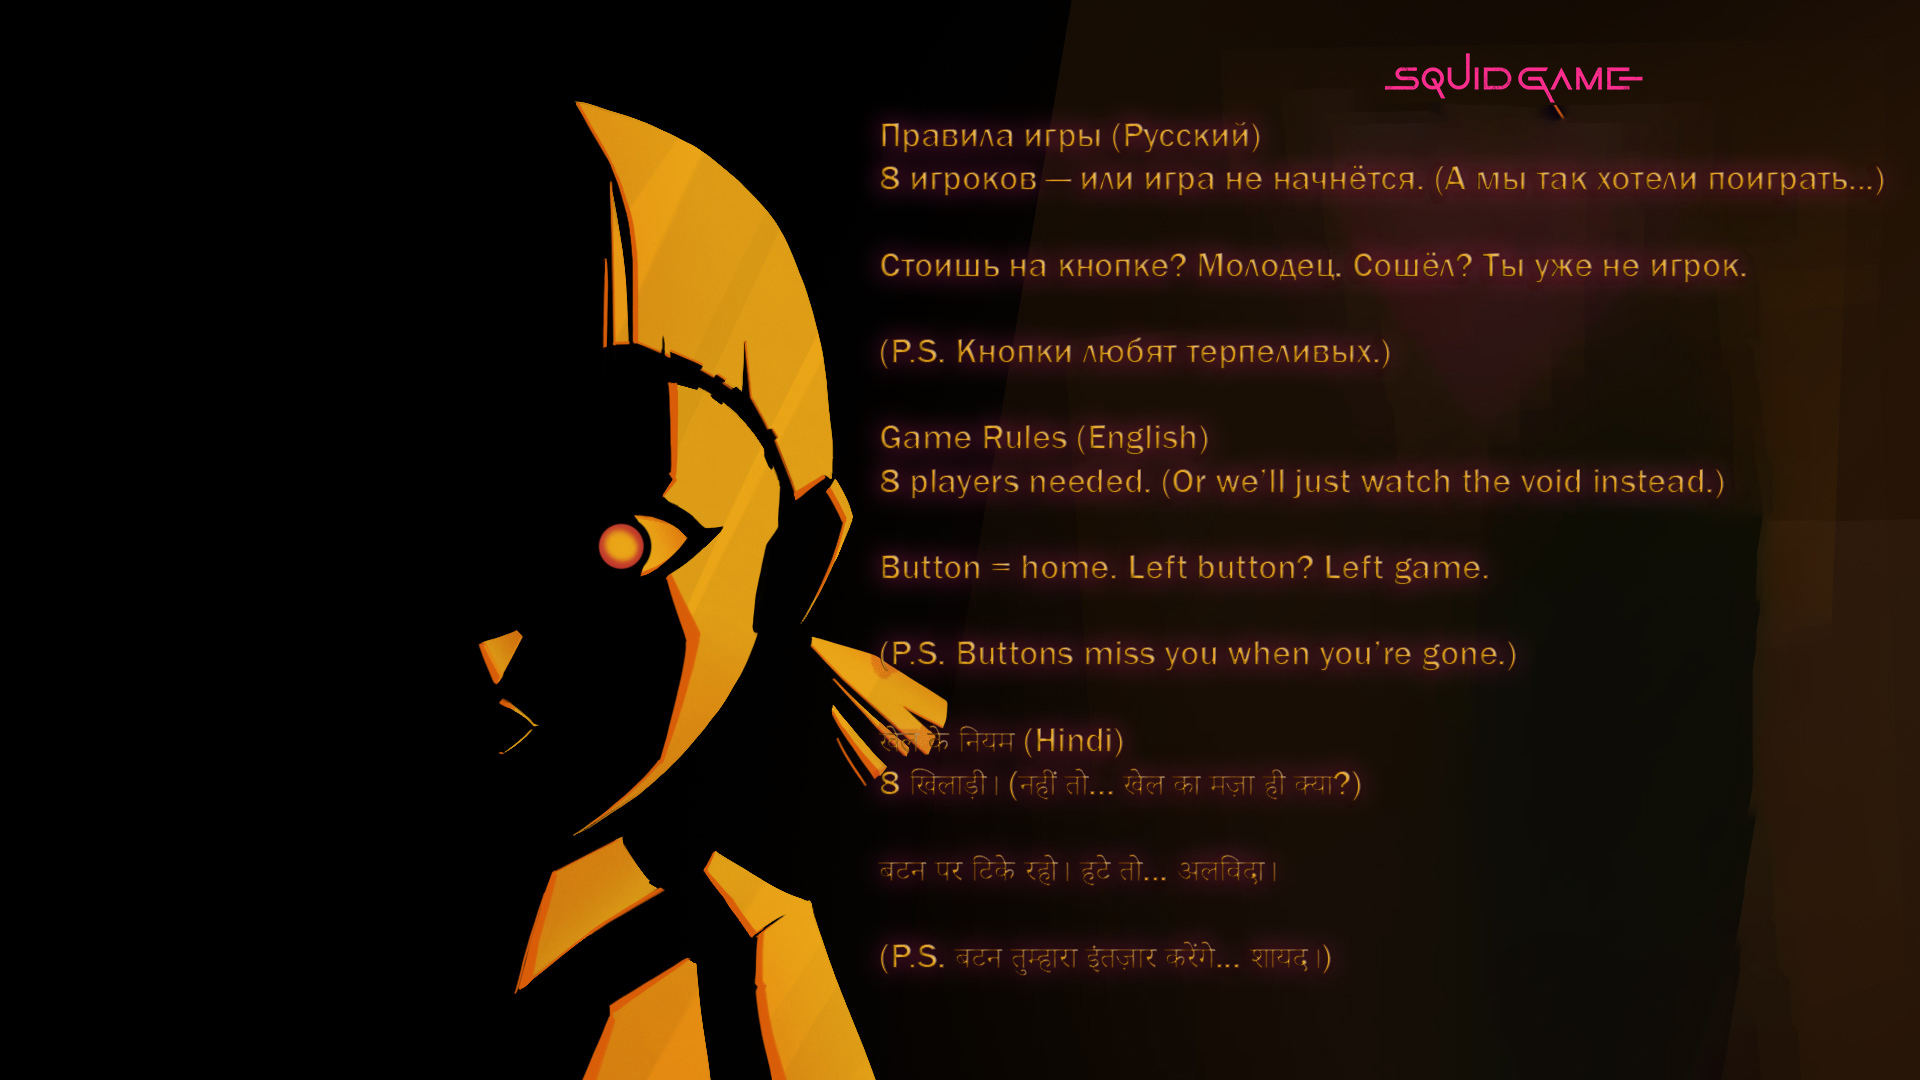 SQUID GAME
Правила игры (Русский)
8 игроков — или игра не начнётся. (А мы так хотели поиграть...)
Стоишь на кнопке? Молодец. Сошёл? Ты уже не игрок.
(P.S. Кнопки любят терпеливых.)
Game Rules (English)
8 players needed. (Or we'll just watch the void instead.)
Button = home. Left button? Left game.
(P.S. Buttons miss you when you're gone.)
खेल के नियम (Hindi)
8 खिलाड़ी। (नहीं तो... खेल का मज़ा ही क्या?)
बटन पर टिके रहो। हटे तो... अलविदा।
(P.S. बटन तुम्हारा इंतज़ार करेंगे... शायद।)